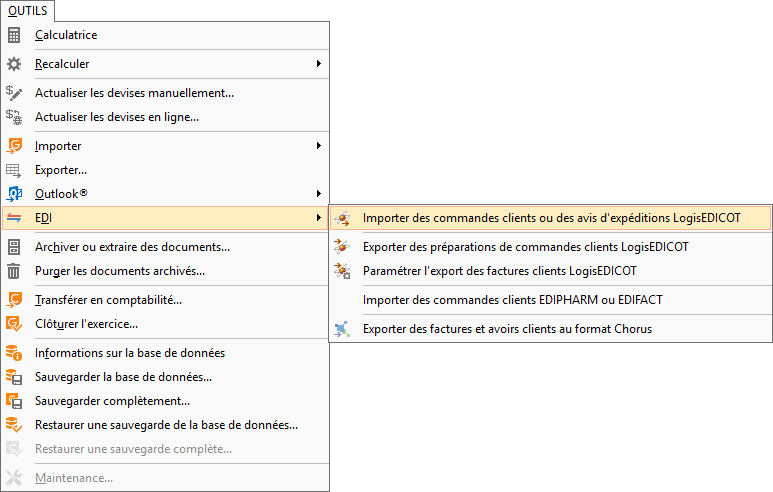 OUTILS
Calculatrice
Recalculer
Actualiser les devises manuellement...
Actualiser les devises en ligne...
Importer
Exporter...
Outlook®
EDI
Archiver ou extraire des documents...
Purger les documents archivés...
Transférer en comptabilité...
Clôturer l'exercice...
Informations sur la base de données
Sauvegarder la base de données...
Sauvegarder complètement...
Restaurer une sauvegarde de la base de données...
Restaurer une sauvegarde complète...
Maintenance...
Importer des commandes clients ou des avis d'expéditions LogisEDICOT
Exporter des préparations de commandes clients LogisEDICOT
Paramétrer l'export des factures clients LogisEDICOT
Importer des commandes clients EDIPHARM ou EDIFACT
Exporter des factures et avoirs clients au format Chorus